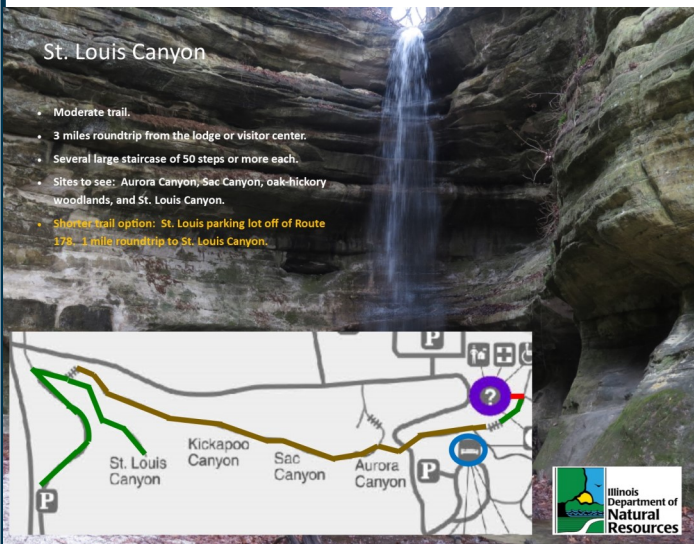 St. Louis Canyon
• Moderate trail.
• 3 miles roundtrip from the lodge or visitor center.
• Several large staircase of 50 steps or more each.
• Sites to see: Aurora Canyon, Sac Canyon, oak-hickory
woodlands, and St. Louis Canyon.
• Shorter trail option: St. Louis parking lot off of Route
178. 1 mile roundtrip to St. Louis Canyon.
P
?
St. Louis
Canyon
Kickapoo
Canyon
Sac
Canyon
Aurora
Canyon
P
P
Illinois
Department of
Natural
Resources